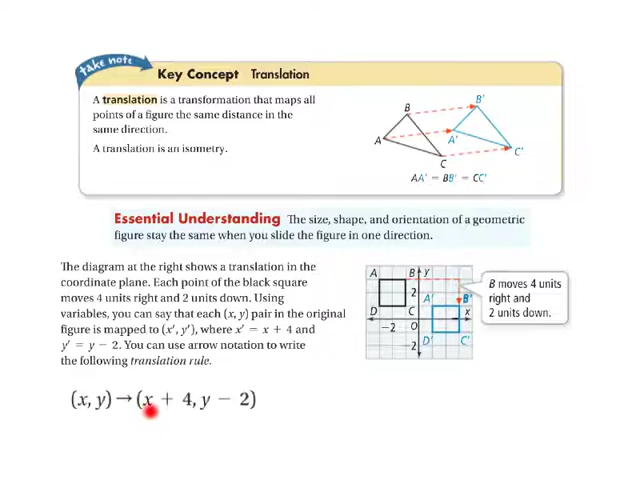 take note
Key Concept Translation
A translation is a transformation that maps all
points of a figure the same distance in the
same direction.
A translation is an isometry.
B
B′
A
A′
C
C′
AA′ = BB′ = CC′
Essential Understanding The size, shape, and orientation of a geometric
figure stay the same when you slide the figure in one direction.
The diagram at the right shows a translation in the
coordinate plane. Each point of the black square
moves 4 units right and 2 units down. Using
variables, you can say that each (x, y) pair in the original
figure is mapped to (x′, y′), where x′ = x + 4 and
y′ = y − 2. You can use arrow notation to write
the following translation rule.
A B y
2 A′ B′
D C x
−2 O
−2 D′ C′
B moves 4 units
right and
2 units down.
(x, y) → (x + 4, y − 2)